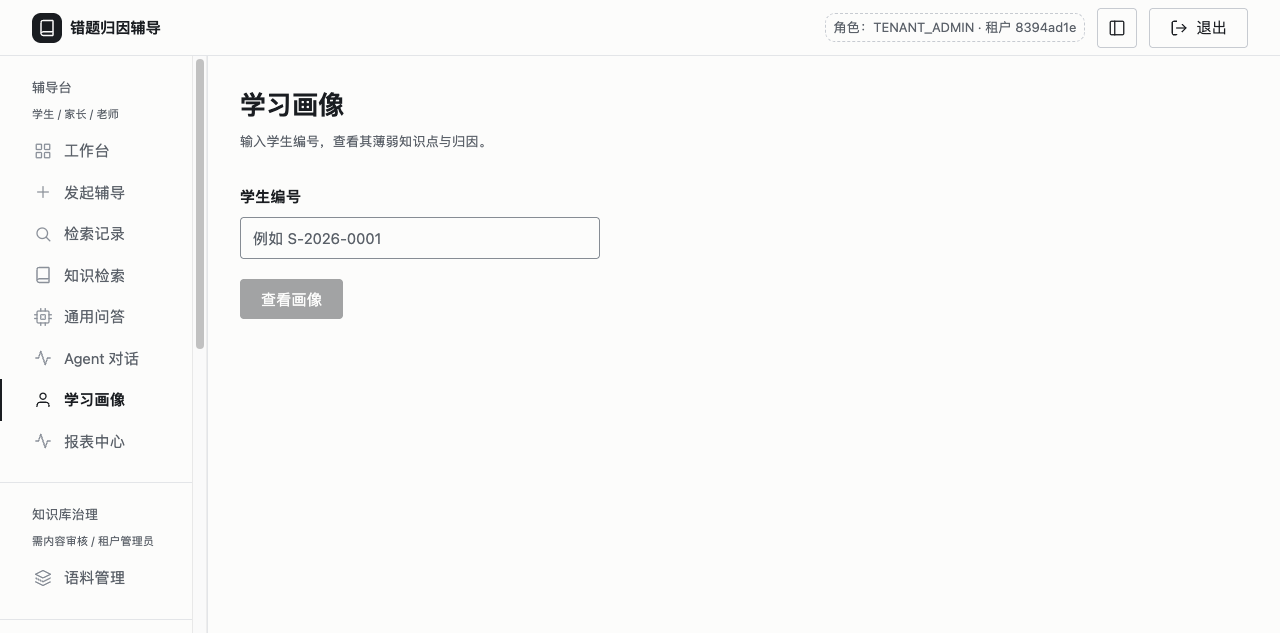 错题归因辅导
角色：TENANT_ADMIN · 租户 8394ad1e
退出
辅导台
学生 / 家长 / 老师
工作台
发起辅导
检索记录
知识检索
通用问答
Agent 对话
学习画像
报表中心
知识库治理
需内容审核 / 租户管理员
语料管理
学习画像
输入学生编号，查看其薄弱知识点与归因。
学生编号
例如 S-2026-0001
查看画像